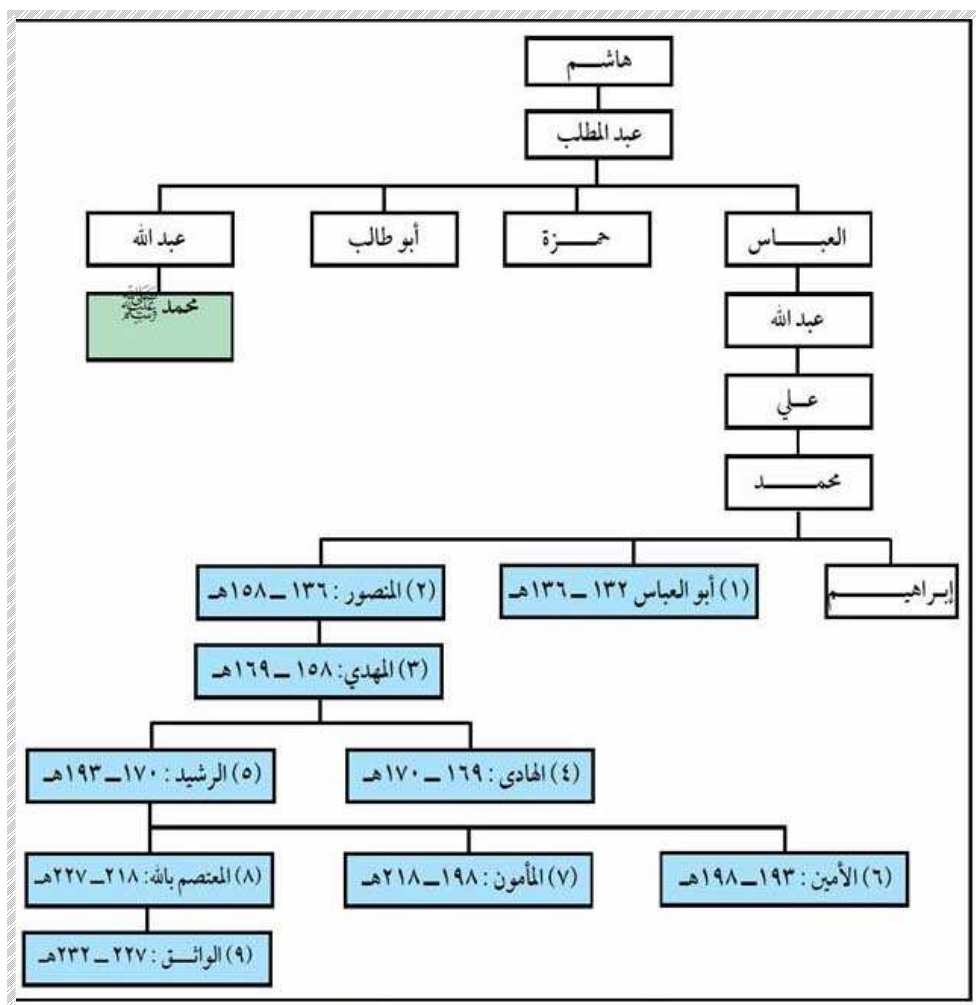 هاشم
عبد المطلب
العباس
حمزة
أبو طالب
عبد الله
عبد الله
محمد ﷺ
علي
محمد
إبراهيم
(١) أبو العباس ١٣٢ – ١٣٦هـ
(٢) المنصور : ١٣٦ – ١٥٨هـ
(٣) المهدي : ١٥٨ – ١٦٩هـ
(٤) الهادى : ١٦٩ – ١٧٠هـ
(٥) الرشيد : ١٧٠ – ١٩٣هـ
(٦) الأمين : ١٩٣ – ١٩٨هـ
(٧) المأمون : ١٩٨ – ٢١٨هـ
(٨) المعتصم بالله: ٢١٨ – ٢٢٧هـ
(٩) الواثق : ٢٢٧ – ٢٣٢هـ